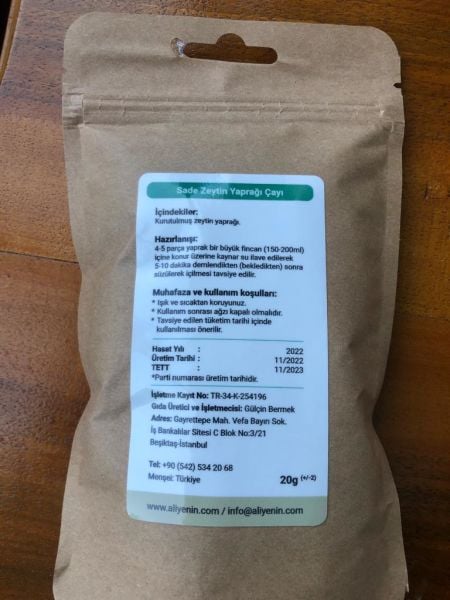 Sade Zeytin Yaprağı Çayı
İçindekiler:
Kurutulmuş zeytin yaprağı.
Hazırlanışı:
4-5 parça yaprak bir büyük fincan (150-200ml)
içine konur üzerine kaynar su ilave edilerek
5-10 dakika demlendikten (bekledikten) sonra
süzülerek içilmesi tavsiye edilir.
Muhafaza ve kullanım koşulları:
* Işık ve sıcaktan koruyunuz.
* Kullanım sonrası ağzı kapalı olmalıdır.
* Tavsiye edilen tüketim tarihi içinde
kullanılması önerilir.
Hasat Yılı : 2022
Üretim Tarihi : 11/2022
TETT : 11/2023
*Parti numarası üretim tarihidir.
İşletme Kayıt No: TR-34-K-254196
Gıda Üretici ve İşletmecisi: Gülçin Bermek
Adres: Gayrettepe Mah. Vefa Bayırı Sok.
İş Bankalılar Sitesi C Blok No:3/21
Beşiktaş-İstanbul
Tel: +90 (542) 534 20 68
Menşei: Türkiye 20g (+/-2)
www.aliyenin.com / info@aliyenin.com